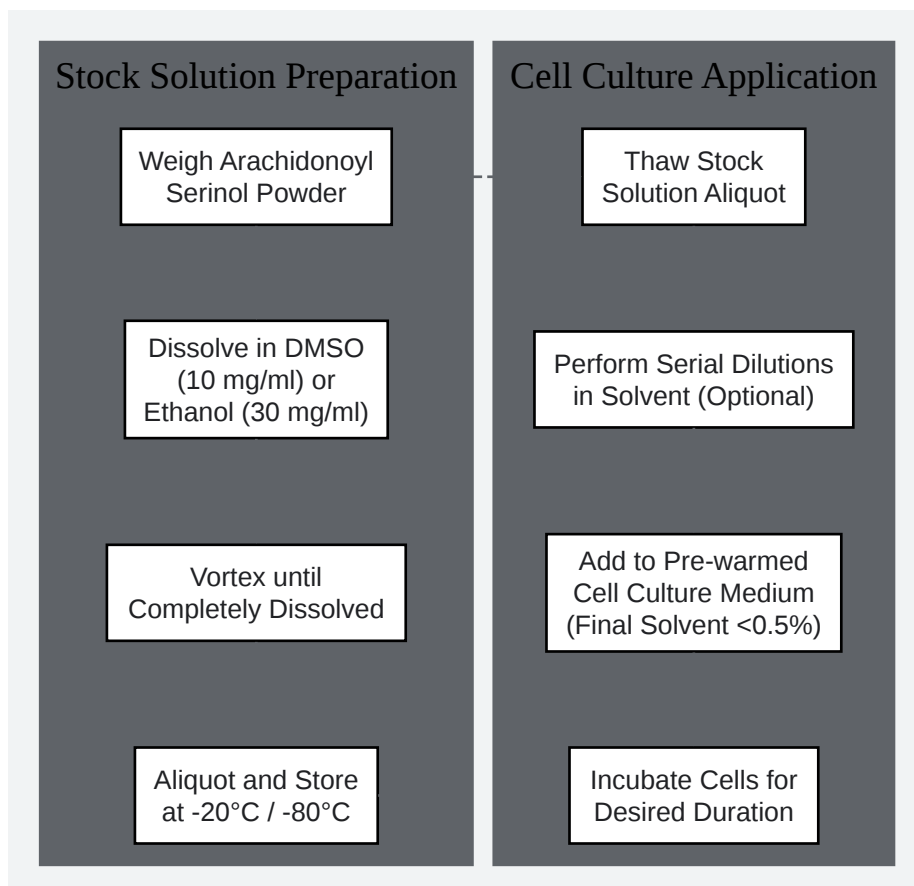 Stock Solution Preparation
Weigh Arachidonoyl
Serinol Powder
Dissolve in DMSO
(10 mg/ml) or
Ethanol (30 mg/ml)
Vortex until
Completely Dissolved
Aliquot and Store
at -20°C / -80°C
Cell Culture Application
Thaw Stock
Solution Aliquot
Perform Serial Dilutions
in Solvent (Optional)
Add to Pre-warmed
Cell Culture Medium
(Final Solvent <0.5%)
Incubate Cells for
Desired Duration